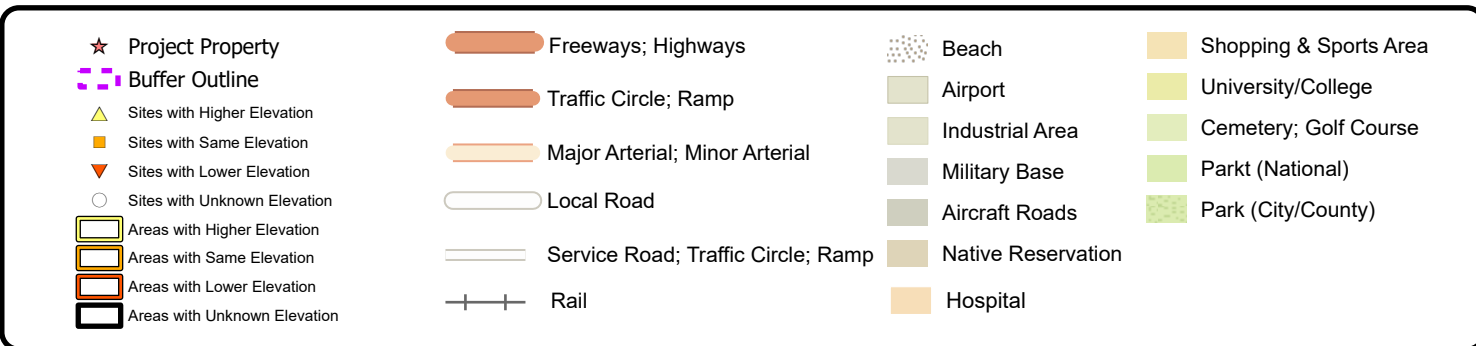 Project Property
Buffer Outline
Sites with Higher Elevation
Sites with Same Elevation
Sites with Lower Elevation
Sites with Unknown Elevation
Areas with Higher Elevation
Areas with Same Elevation
Areas with Lower Elevation
Areas with Unknown Elevation
Freeways; Highways
Traffic Circle; Ramp
Major Arterial; Minor Arterial
Local Road
Service Road; Traffic Circle; Ramp
Rail
Beach
Airport
Industrial Area
Military Base
Aircraft Roads
Native Reservation
Hospital
Shopping & Sports Area
University/College
Cemetery; Golf Course
Parkt (National)
Park (City/County)